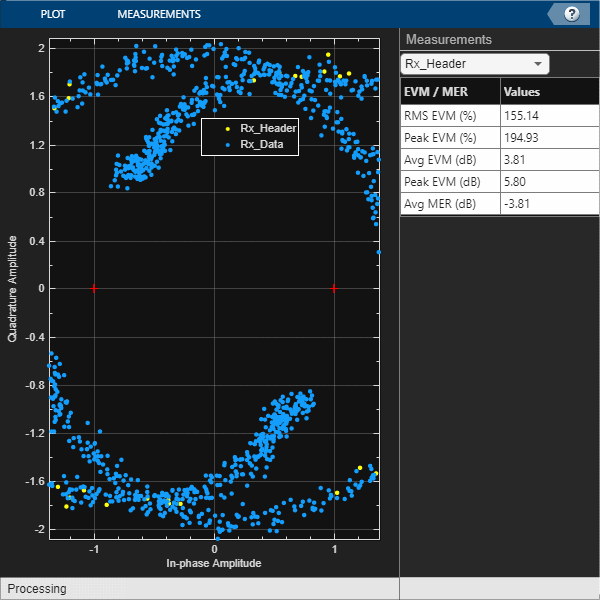 PLOT MEASUREMENTS ?
Measurements
Rx_Header
EVM / MER Values
RMS EVM (%) 155.14
Peak EVM (%) 194.93
Avg EVM (dB) 3.81
Peak EVM (dB) 5.80
Avg MER (dB) -3.81
2
1.6
1.2
0.8
0.4
0
-0.4
-0.8
-1.2
-1.6
-2
Quadrature Amplitude
Rx_Header
Rx_Data
-1 0 1
In-phase Amplitude
Processing